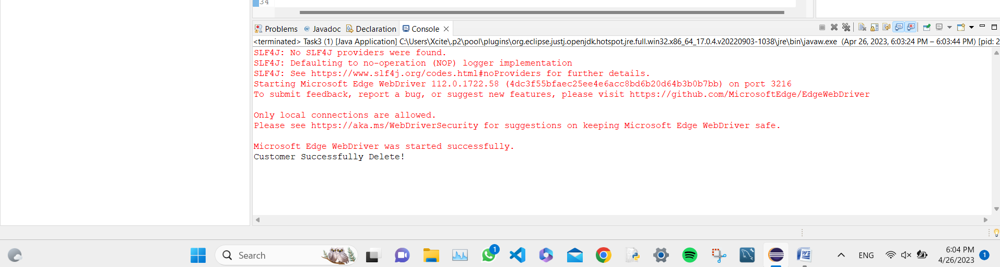 34
Problems @ Javadoc Declaration Console
<terminated> Task3 (1) [Java Application] C:\Users\Xcite\.p2\pool\plugins\org.eclipse.justj.openjdk.hotspot.jre.full.win32.x86_64_17.0.4.v20220903-1038\jre\bin\javaw.exe (Apr 26, 2023, 6:03:24 PM – 6:03:44 PM) [pid: 2
SLF4J: No SLF4J providers were found.
SLF4J: Defaulting to no-operation (NOP) logger implementation
SLF4J: See https://www.slf4j.org/codes.html#noProviders for further details.
Starting Microsoft Edge WebDriver 112.0.1722.58 (4dc3f55bfaec25ee4e6acc8bd6b20d64b3b0b7bb) on port 3216
To submit feedback, report a bug, or suggest new features, please visit https://github.com/MicrosoftEdge/EdgeWebDriver
Only local connections are allowed.
Please see https://aka.ms/WebDriverSecurity for suggestions on keeping Microsoft Edge WebDriver safe.
Microsoft Edge WebDriver was started successfully.
Customer Successfully Delete!
Search
1
ENG
6:04 PM
4/26/2023
1